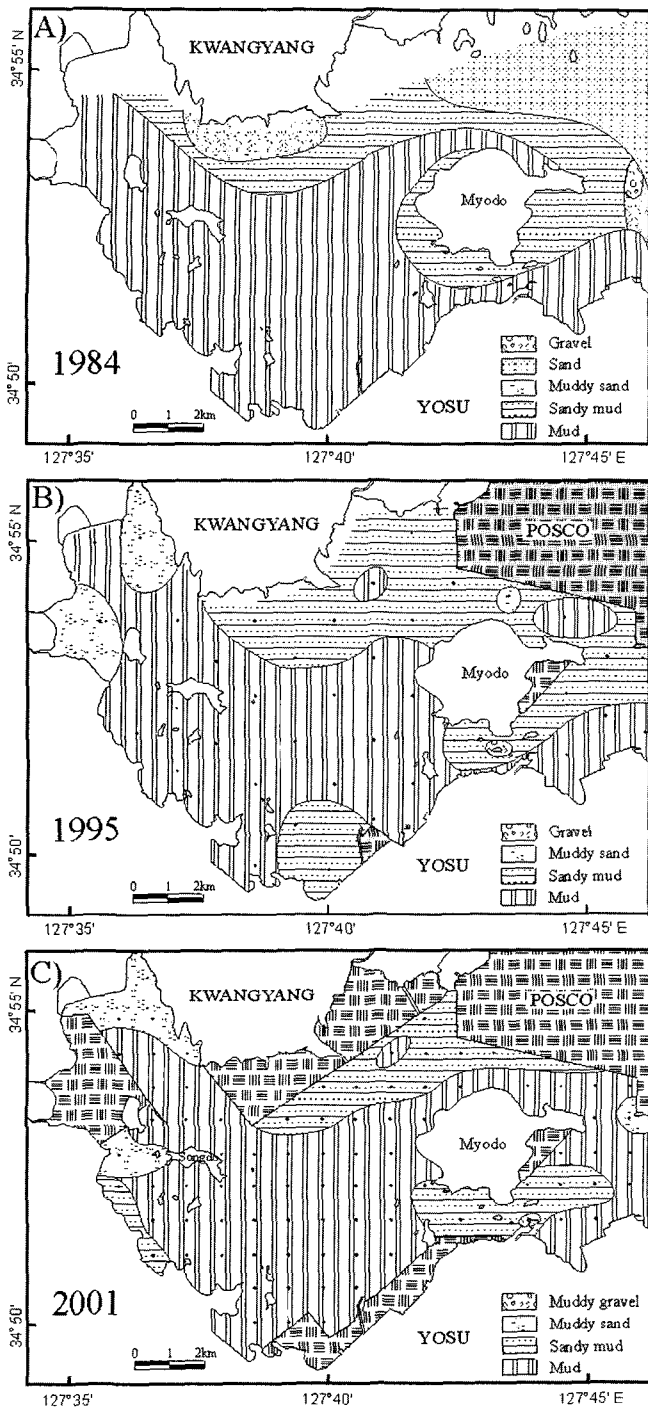 A)
KWANGYANG
34°55' N
Myodo
34°50'
1984
YOSU
0 1 2km
Gravel
Sand
Muddy sand
Sandy mud
Mud
127°35'
127°40'
127°45' E
B)
KWANGYANG
POSCO
34°55' N
Myodo
34°50'
1995
YOSU
0 1 2km
Gravel
Muddy sand
Sandy mud
Mud
127°35'
127°40'
127°45' E
C)
KWANGYANG
POSCO
34°55' N
Myodo
Songdo
34°50'
2001
YOSU
0 1 2km
Muddy gravel
Muddy sand
Sandy mud
Mud
127°35'
127°40'
127°45' E